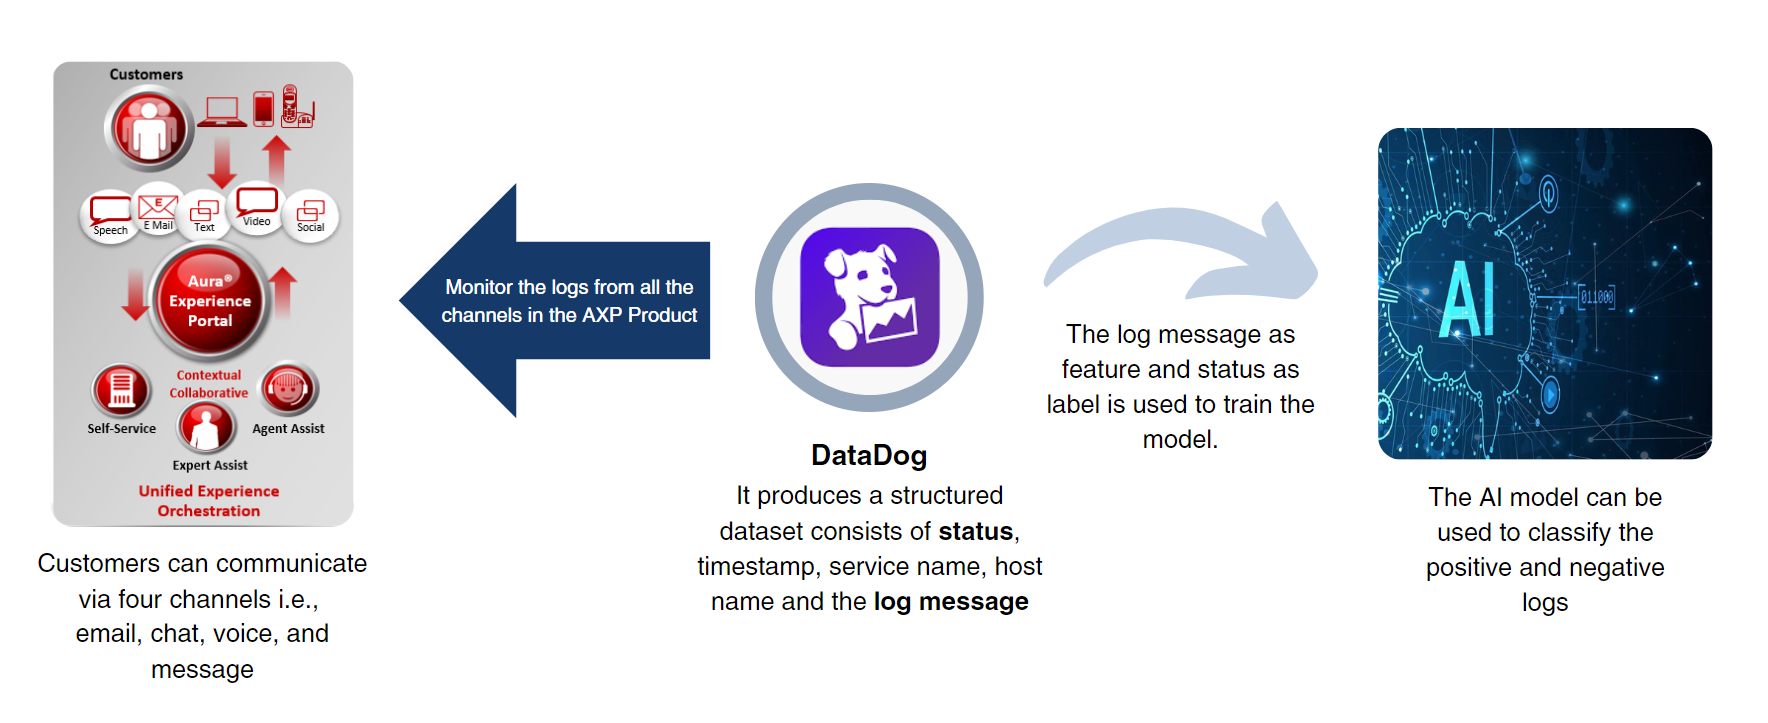 Customers
Speech
E
E Mail
Text
Video
Social
Aura®
Experience
Portal
Contextual
Collaborative
Self-Service
Agent Assist
Expert Assist
Unified Experience
Orchestration
Customers can communicate
via four channels i.e.,
email, chat, voice, and
message
Monitor the logs from all the
channels in the AXP Product
DataDog
It produces a structured
dataset consists of status,
timestamp, service name, host
name and the log message
The log message as
feature and status as
label is used to train the
model.
AI
011000
The AI model can be
used to classify the
positive and negative
logs